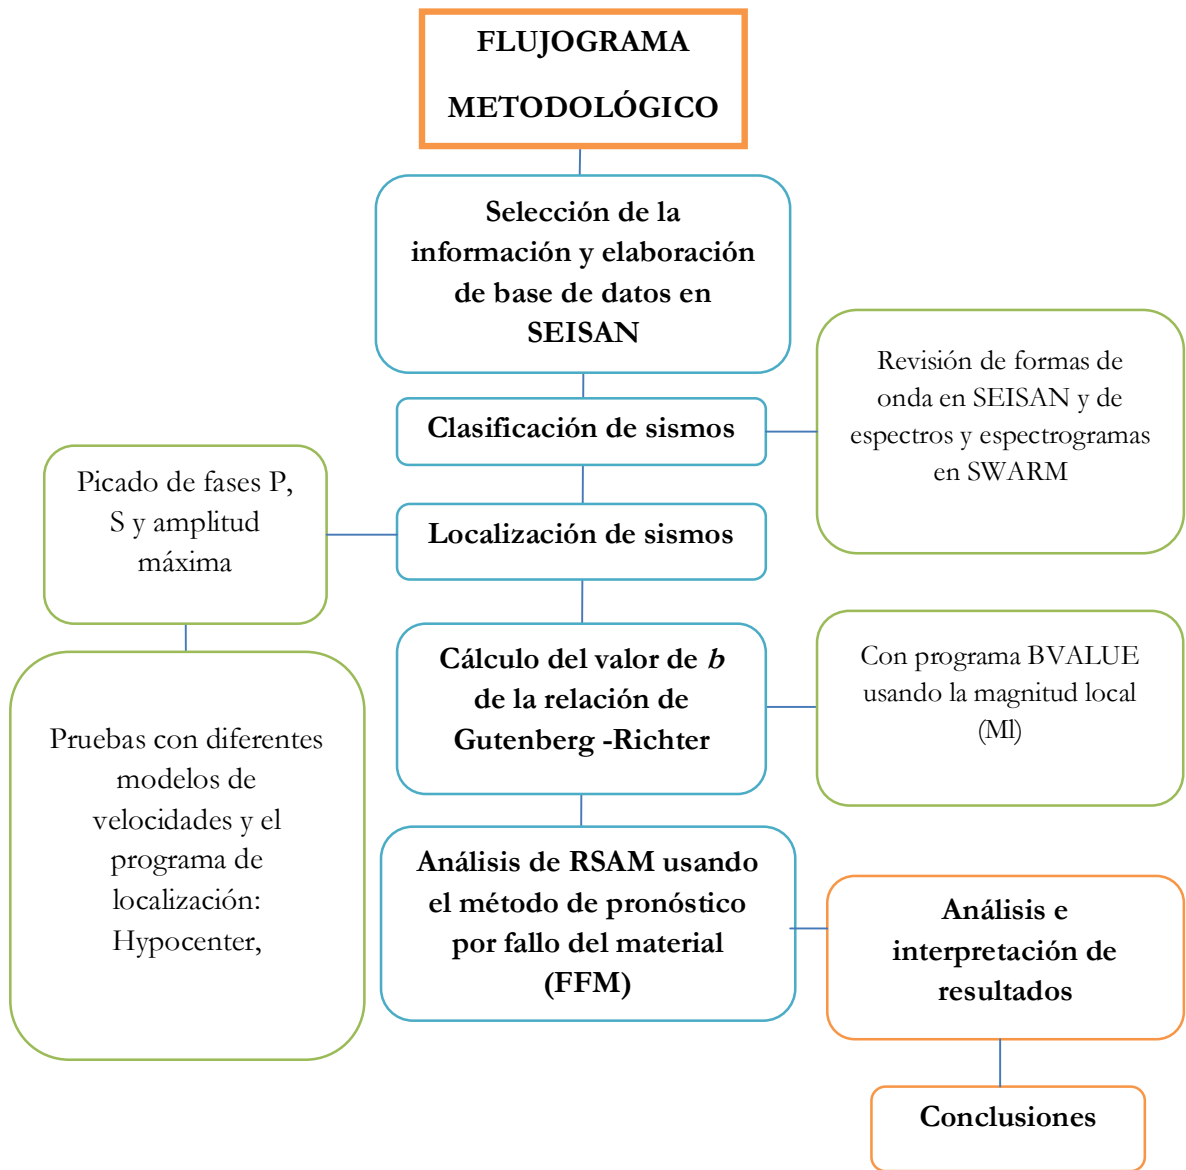 FLUJOGRAMA
METODOLÓGICO
Selección de la
información y elaboración
de base de datos en
SEISAN
Clasificación de sismos
Revisión de formas de
onda en SEISAN y de
espectros y espectrogramas
en SWARM
Localización de sismos
Picado de fases P,
S y amplitud
máxima
Pruebas con diferentes
modelos de
velocidades y el
programa de
localización:
Hypocenter,
Cálculo del valor de b
de la relación de
Gutenberg -Richter
Con programa BVALUE
usando la magnitud local
(Ml)
Análisis de RSAM usando
el método de pronóstico
por fallo del material
(FFM)
Análisis e
interpretación de
resultados
Conclusiones